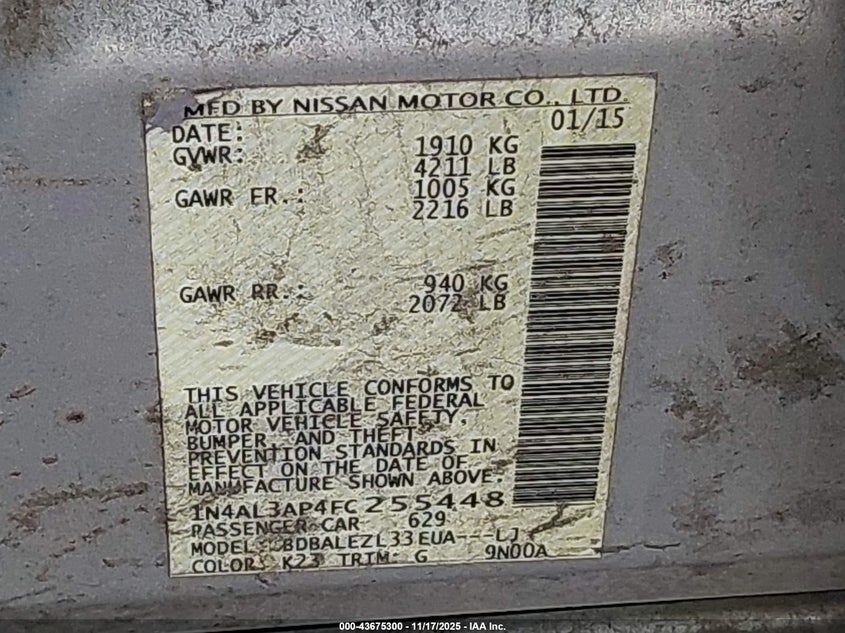 MFD BY NISSAN MOTOR CO., LTD.
DATE: 01/15
GVWR: 1910 KG
4211 LB
GAWR FR.: 1005 KG
2216 LB
GAWR RR.: 940 KG
2072 LB
THIS VEHICLE CONFORMS TO
ALL APPLICABLE FEDERAL
MOTOR VEHICLE SAFETY,
BUMPER, AND THEFT
PREVENTION STANDARDS IN
EFFECT ON THE DATE OF
MANUFACTURE SHOWN ABOVE.
1N4AL3AP4FC255448
PASSENGER CAR 629
MODEL: BDBALEZL33EUA---LJ
COLOR: K23 TRIM: G 9N00A
000-43675300 - 11/17/2025 - IAA Inc.